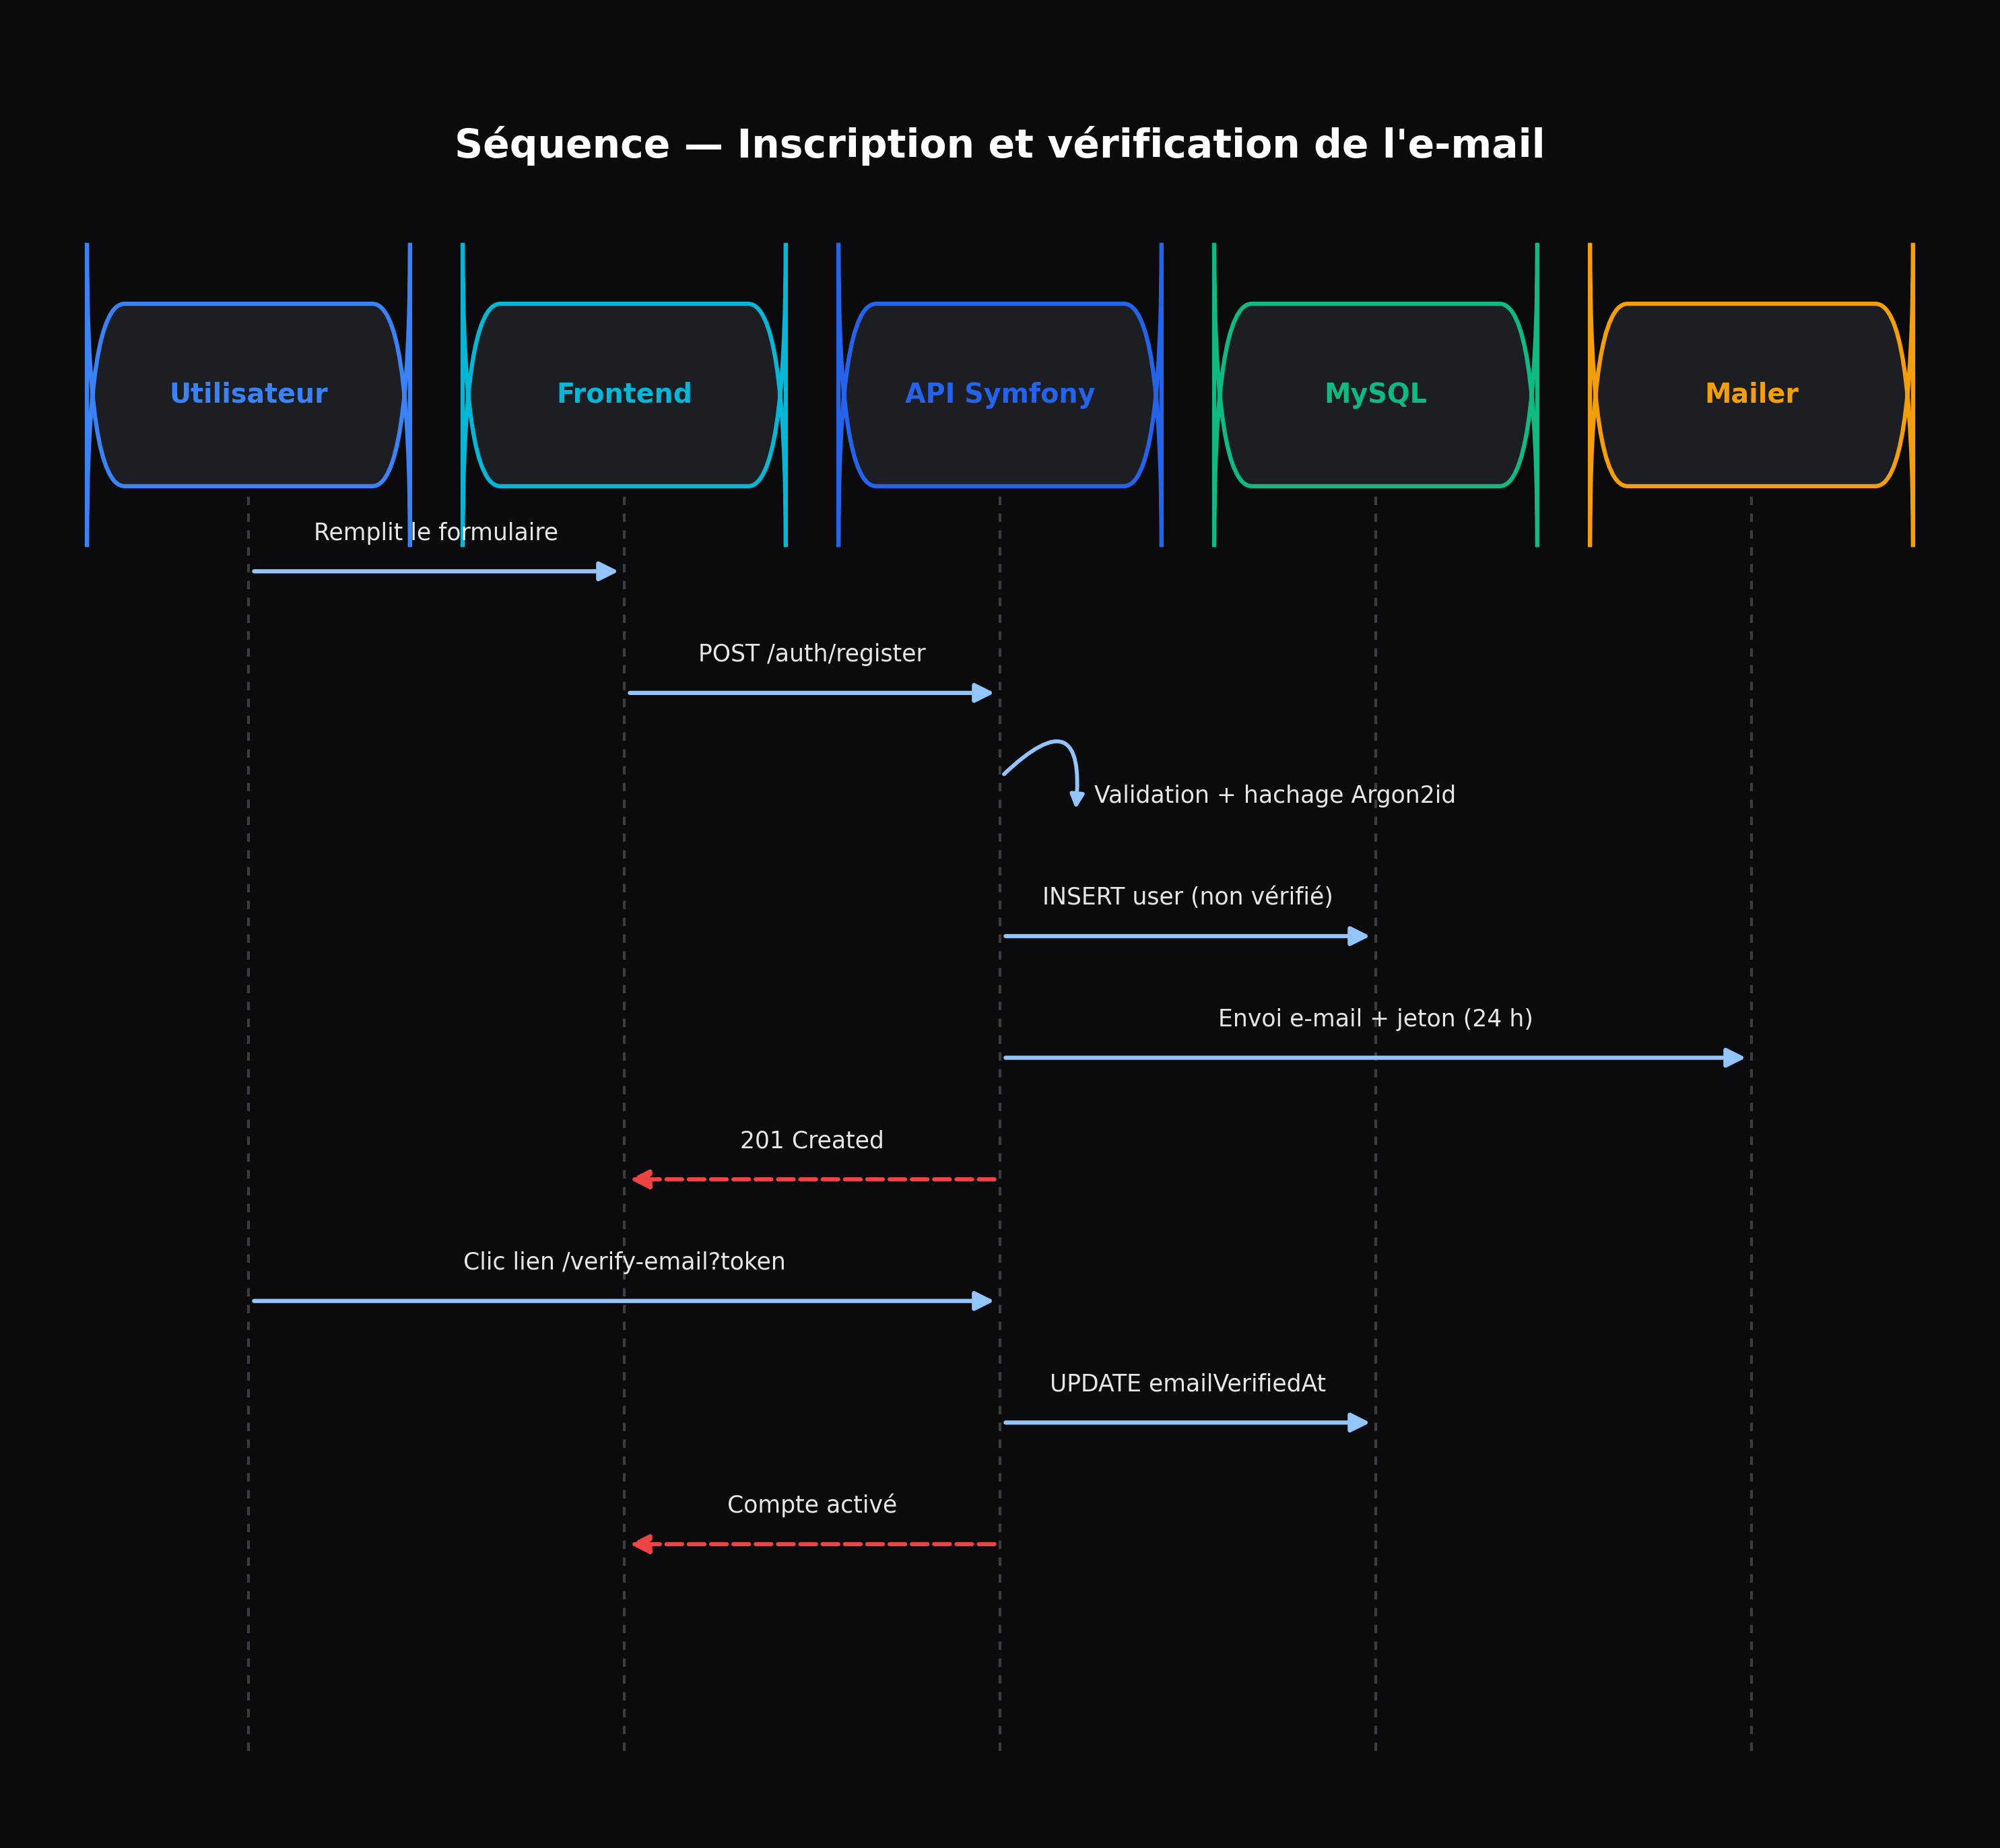 Séquence — Inscription et vérification de l'e-mail
Utilisateur
Frontend
API Symfony
MySQL
Mailer
Remplit le formulaire
POST /auth/register
Validation + hachage Argon2id
INSERT user (non vérifié)
Envoi e-mail + jeton (24 h)
201 Created
Clic lien /verify-email?token
UPDATE emailVerifiedAt
Compte activé